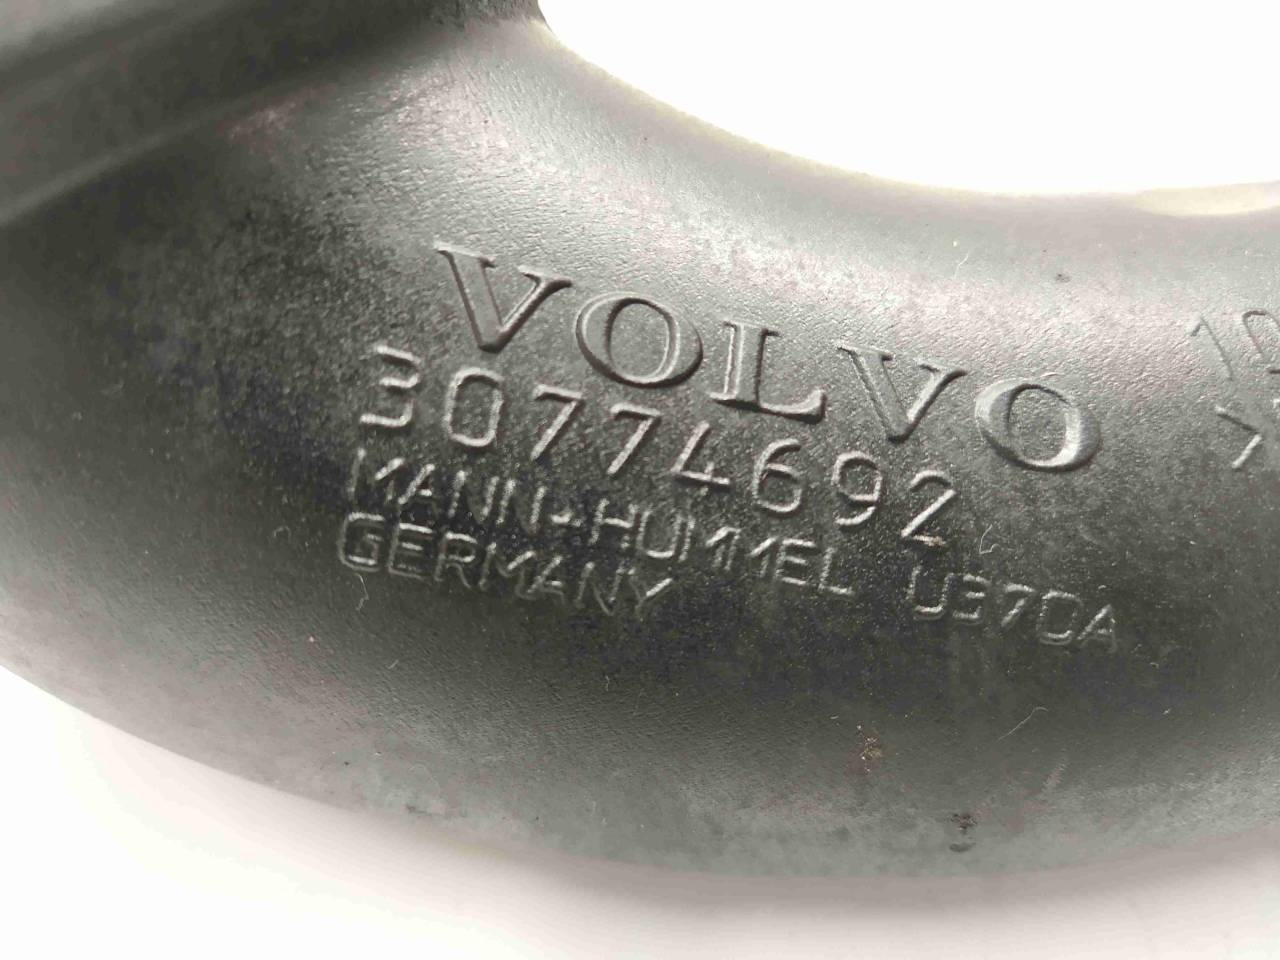 VOLVO
30774692
MANN+HUMMEL U370A
GERMANY